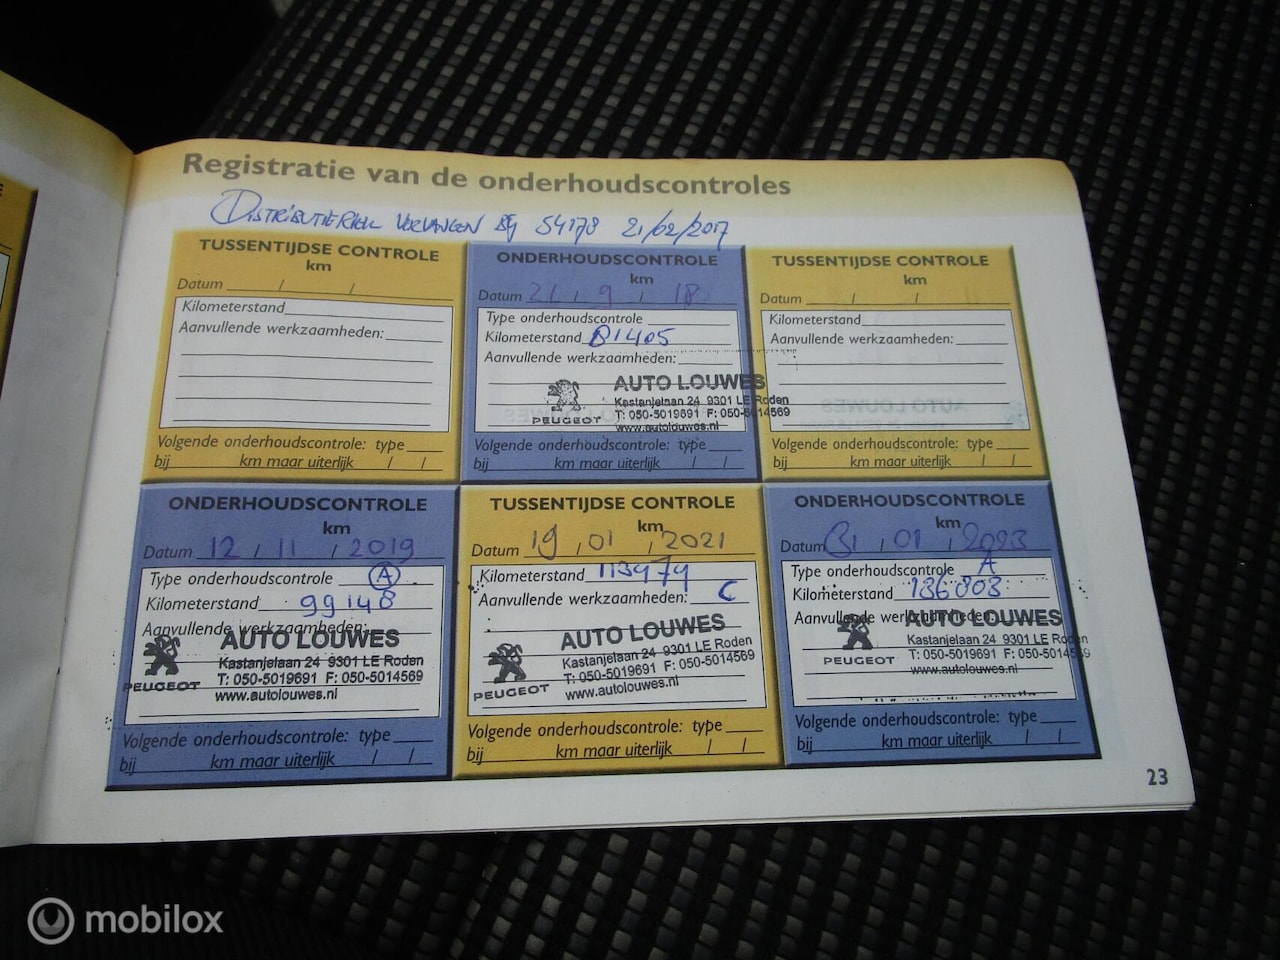 Registratie van de onderhoudscontroles
DISTRIBUTIERIEM VERVANGEN BIJ 54178 21/02/2017
TUSSENTIJDSE CONTROLE
km
Datum / /
Kilometerstand
Aanvullende werkzaamheden:
Volgende onderhoudscontrole: type
bij km maar uiterlijk / /
ONDERHOUDSCONTROLE
km
Datum 21 / 9 / 18
Type onderhoudscontrole
Kilometerstand 81405
Aanvullende werkzaamheden:
AUTO LOUWES
Kastanjelaan 24 9301 LE Roden
PEUGEOT T: 050-5019691 F: 050-5014569
www.autolouwes.nl
Volgende onderhoudscontrole: type
bij km maar uiterlijk / /
TUSSENTIJDSE CONTROLE
km
Datum / /
Kilometerstand
Aanvullende werkzaamheden:
Volgende onderhoudscontrole: type
bij km maar uiterlijk / /
ONDERHOUDSCONTROLE
km
Datum 12 / 11 / 2019
Type onderhoudscontrole A
Kilometerstand 99148
Aanvullende werkzaamheden:
AUTO LOUWES
Kastanjelaan 24 9301 LE Roden
PEUGEOT T: 050-5019691 F: 050-5014569
www.autolouwes.nl
Volgende onderhoudscontrole: type
bij km maar uiterlijk / /
TUSSENTIJDSE CONTROLE
km
Datum 19 / 01 / 2021
Kilometerstand 113979
Aanvullende werkzaamheden: C
AUTO LOUWES
Kastanjelaan 24 9301 LE Roden
PEUGEOT T: 050-5019691 F: 050-5014569
www.autolouwes.nl
Volgende onderhoudscontrole: type
bij km maar uiterlijk / /
ONDERHOUDSCONTROLE
km
Datum 31 / 01 / 2023
Type onderhoudscontrole A
Kilometerstand 136803
Aanvullende werkzaamheden:
AUTO LOUWES
Kastanjelaan 24 9301 LE Roden
PEUGEOT T: 050-5019691 F: 050-5014569
www.autolouwes.nl
Volgende onderhoudscontrole: type
bij km maar uiterlijk / /
23
mobilox